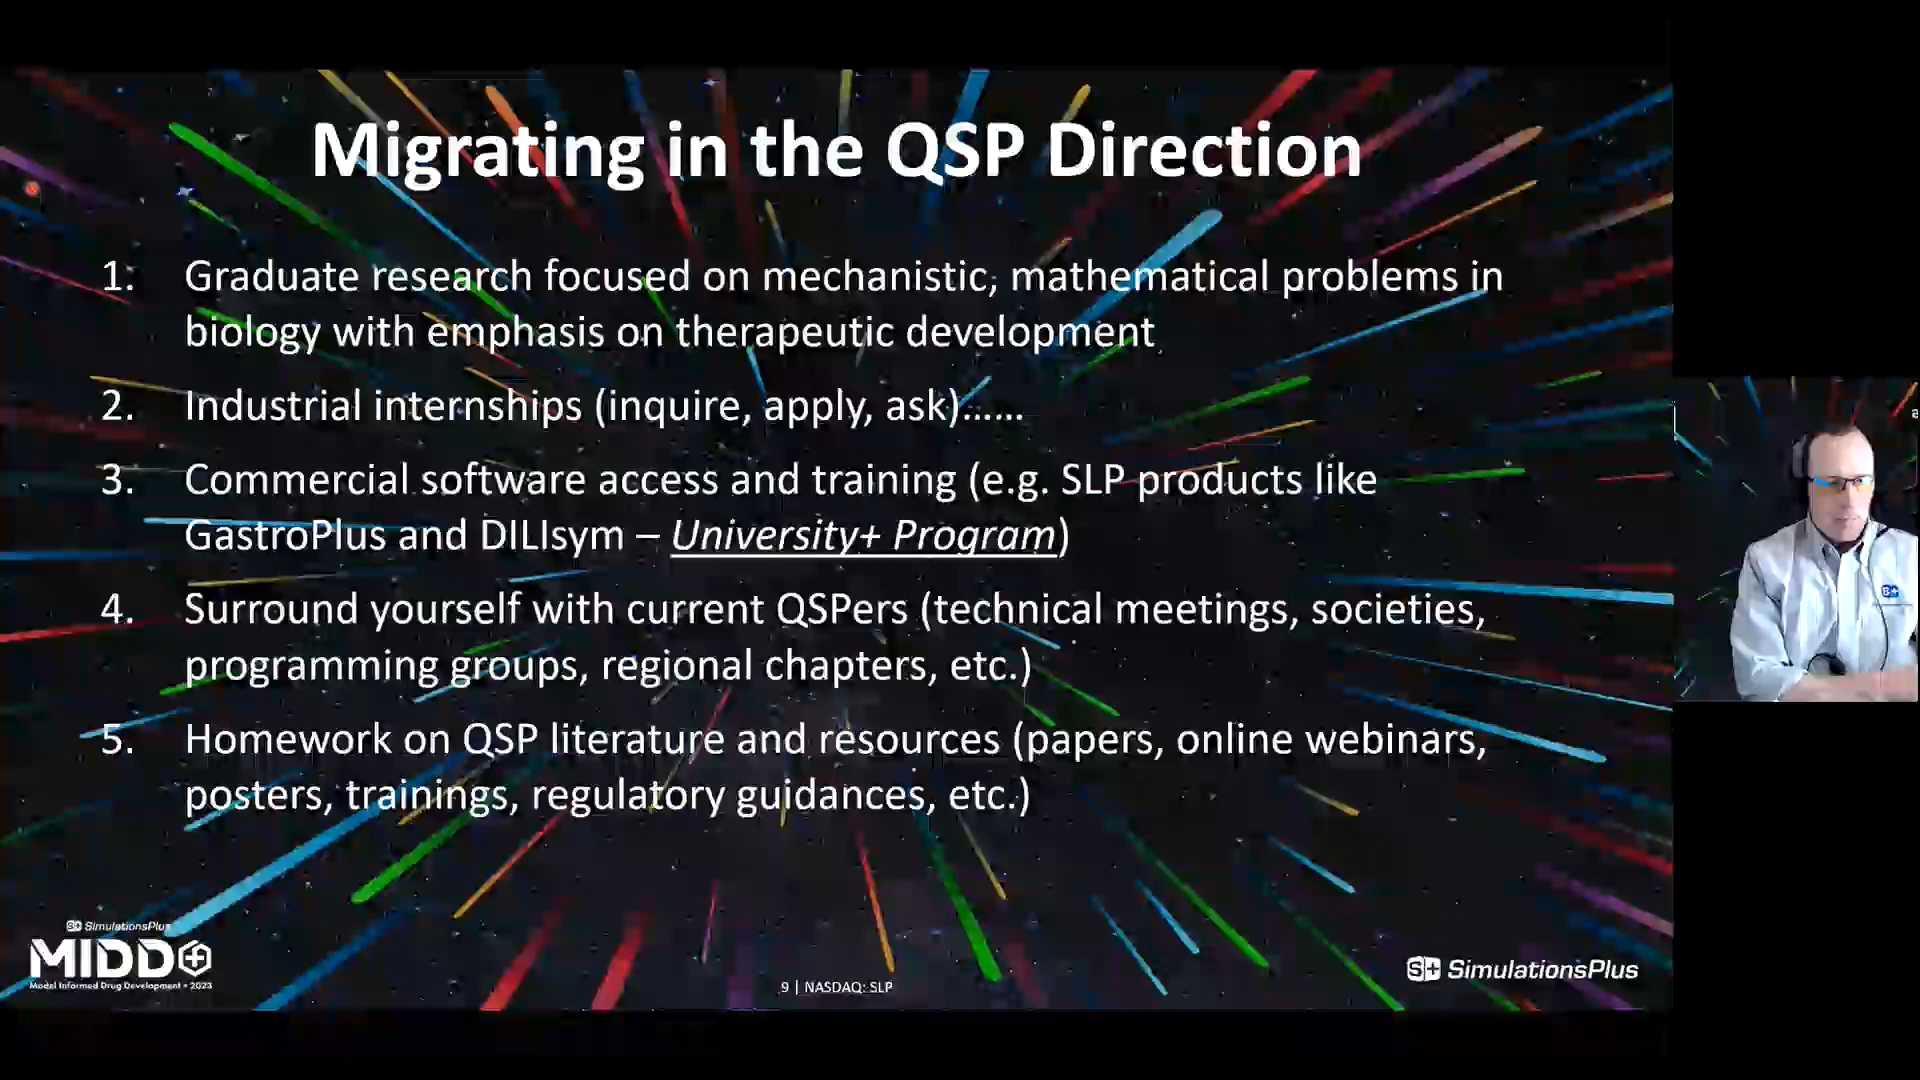 Migrating in the QSP Direction
1. Graduate research focused on mechanistic, mathematical problems in
biology with emphasis on therapeutic development
2. Industrial internships (inquire, apply, ask)......
3. Commercial software access and training (e.g. SLP products like
GastroPlus and DILIsym – University+ Program)
4. Surround yourself with current QSPers (technical meetings, societies,
programming groups, regional chapters, etc.)
5. Homework on QSP literature and resources (papers, online webinars,
posters, trainings, regulatory guidances, etc.)
S+ SimulationsPlus
MIDD+
Model Informed Drug Development • 2023
9 | NASDAQ: SLP
S+ SimulationsPlus
S+